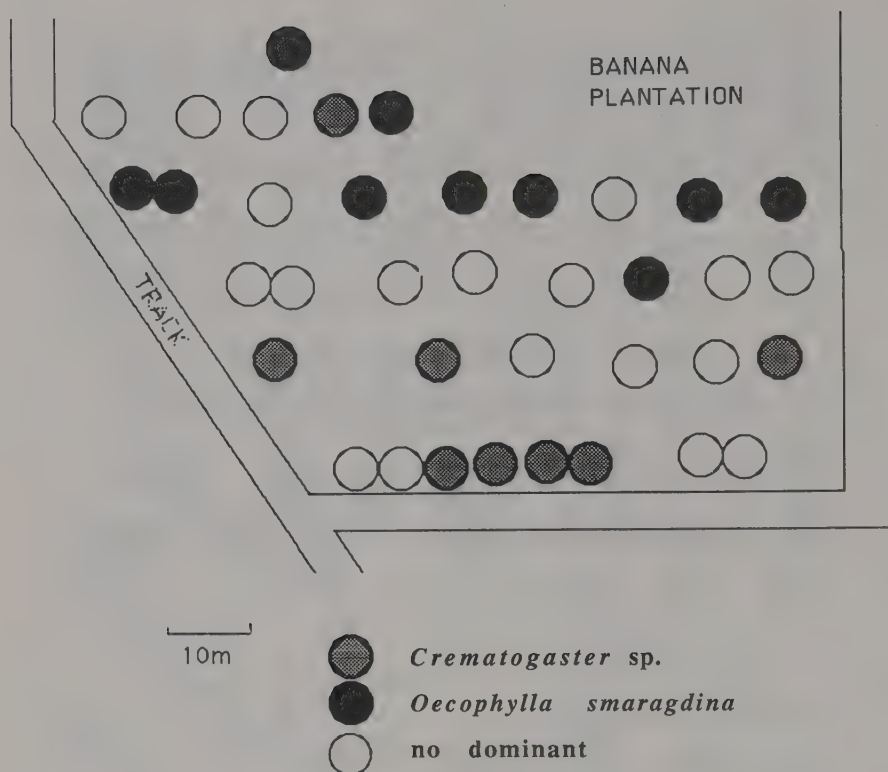 BANANA
PLANTATION
TRACK
10m
Crematogaster sp.
Oecophylla smaragdina
no dominant